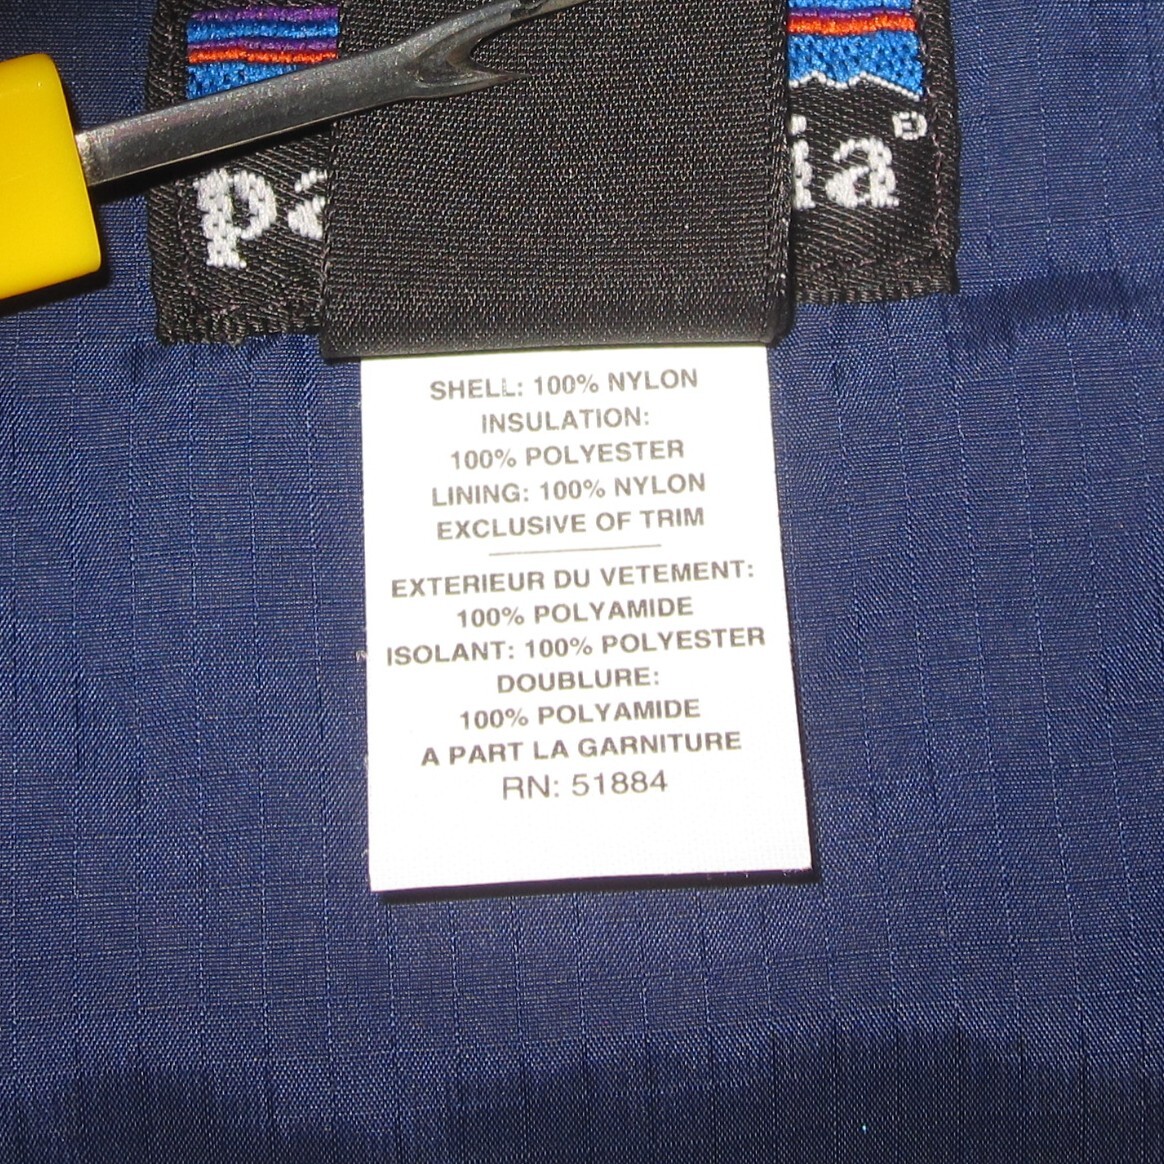 SHELL: 100% NYLON
INSULATION:
100% POLYESTER
LINING: 100% NYLON
EXCLUSIVE OF TRIM
EXTERIEUR DU VETEMENT:
100% POLYAMIDE
ISOLANT: 100% POLYESTER
DOUBLURE:
100% POLYAMIDE
A PART LA GARNITURE
RN: 51884